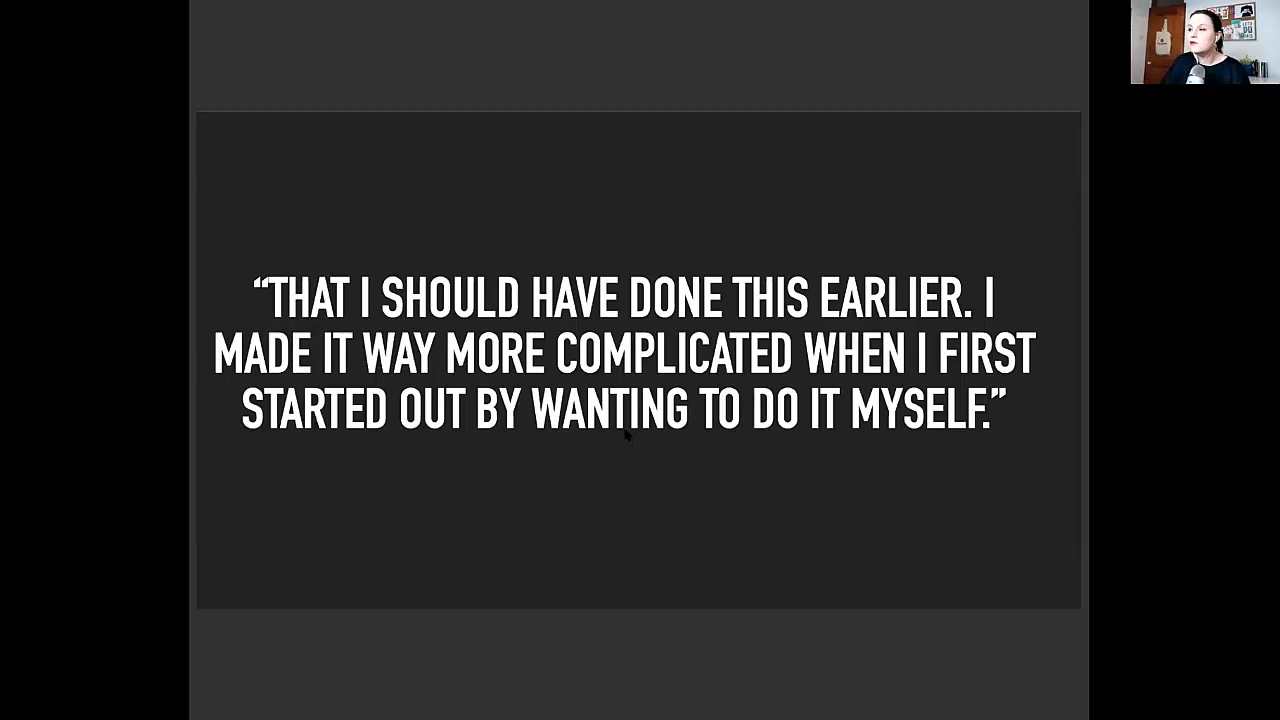 “THAT I SHOULD HAVE DONE THIS EARLIER. I
MADE IT WAY MORE COMPLICATED WHEN I FIRST
STARTED OUT BY WANTING TO DO IT MYSELF.”